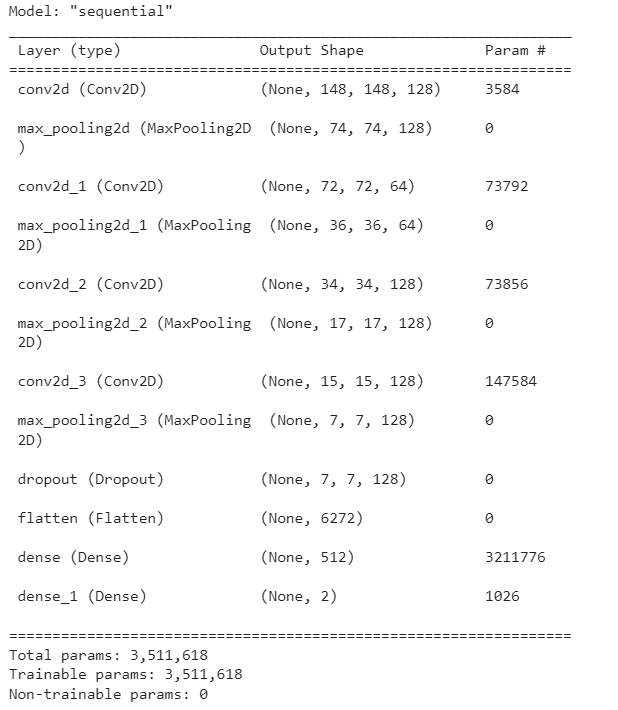 Model: "sequential"
_________________________________________________________________
Layer (type) Output Shape Param #
=================================================================
conv2d (Conv2D) (None, 148, 148, 128) 3584
max_pooling2d (MaxPooling2D (None, 74, 74, 128) 0
)
conv2d_1 (Conv2D) (None, 72, 72, 64) 73792
max_pooling2d_1 (MaxPooling (None, 36, 36, 64) 0
2D)
conv2d_2 (Conv2D) (None, 34, 34, 128) 73856
max_pooling2d_2 (MaxPooling (None, 17, 17, 128) 0
2D)
conv2d_3 (Conv2D) (None, 15, 15, 128) 147584
max_pooling2d_3 (MaxPooling (None, 7, 7, 128) 0
2D)
dropout (Dropout) (None, 7, 7, 128) 0
flatten (Flatten) (None, 6272) 0
dense (Dense) (None, 512) 3211776
dense_1 (Dense) (None, 2) 1026
=================================================================
Total params: 3,511,618
Trainable params: 3,511,618
Non-trainable params: 0